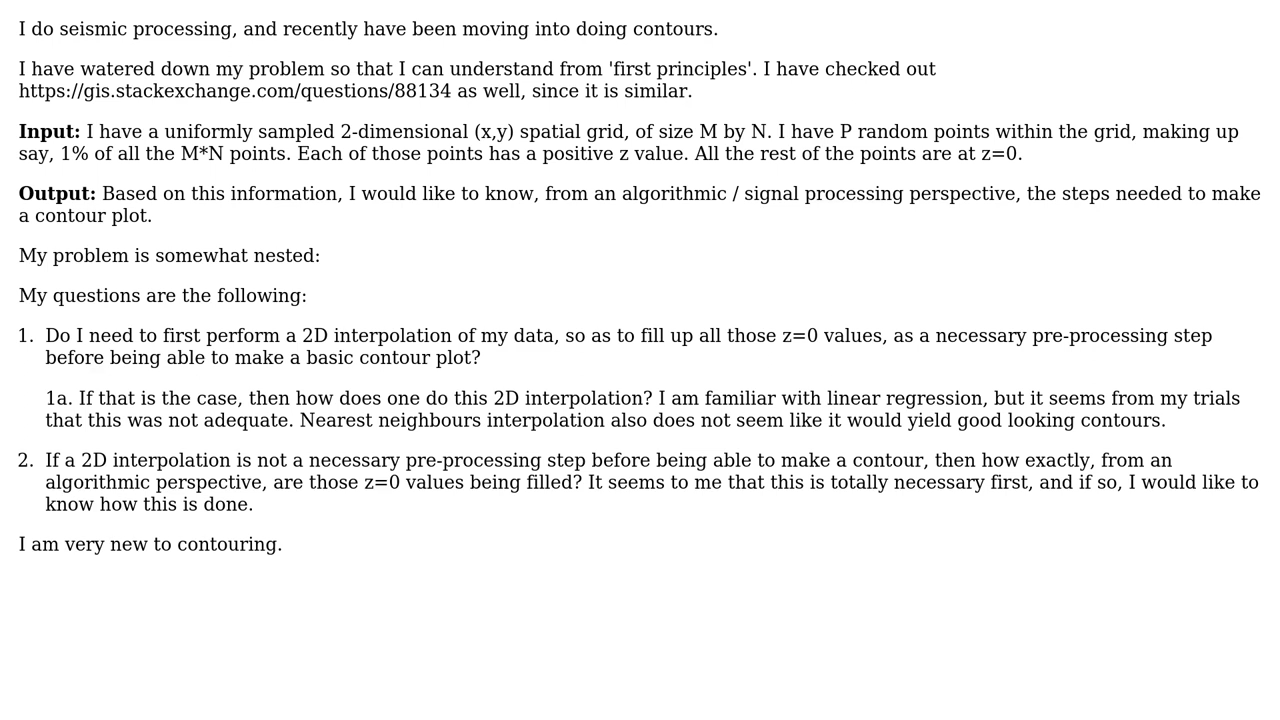 I do seismic processing, and recently have been moving into doing contours.
I have watered down my problem so that I can understand from 'first principles'. I have checked out
https://gis.stackexchange.com/questions/88134 as well, since it is similar.
Input: I have a uniformly sampled 2-dimensional (x,y) spatial grid, of size M by N. I have P random points within the grid, making up
say, 1% of all the M*N points. Each of those points has a positive z value. All the rest of the points are at z=0.
Output: Based on this information, I would like to know, from an algorithmic / signal processing perspective, the steps needed to make
a contour plot.
My problem is somewhat nested:
My questions are the following:
1. Do I need to first perform a 2D interpolation of my data, so as to fill up all those z=0 values, as a necessary pre-processing step
before being able to make a basic contour plot?
1a. If that is the case, then how does one do this 2D interpolation? I am familiar with linear regression, but it seems from my trials
that this was not adequate. Nearest neighbours interpolation also does not seem like it would yield good looking contours.
2. If a 2D interpolation is not a necessary pre-processing step before being able to make a contour, then how exactly, from an
algorithmic perspective, are those z=0 values being filled? It seems to me that this is totally necessary first, and if so, I would like to
know how this is done.
I am very new to contouring.